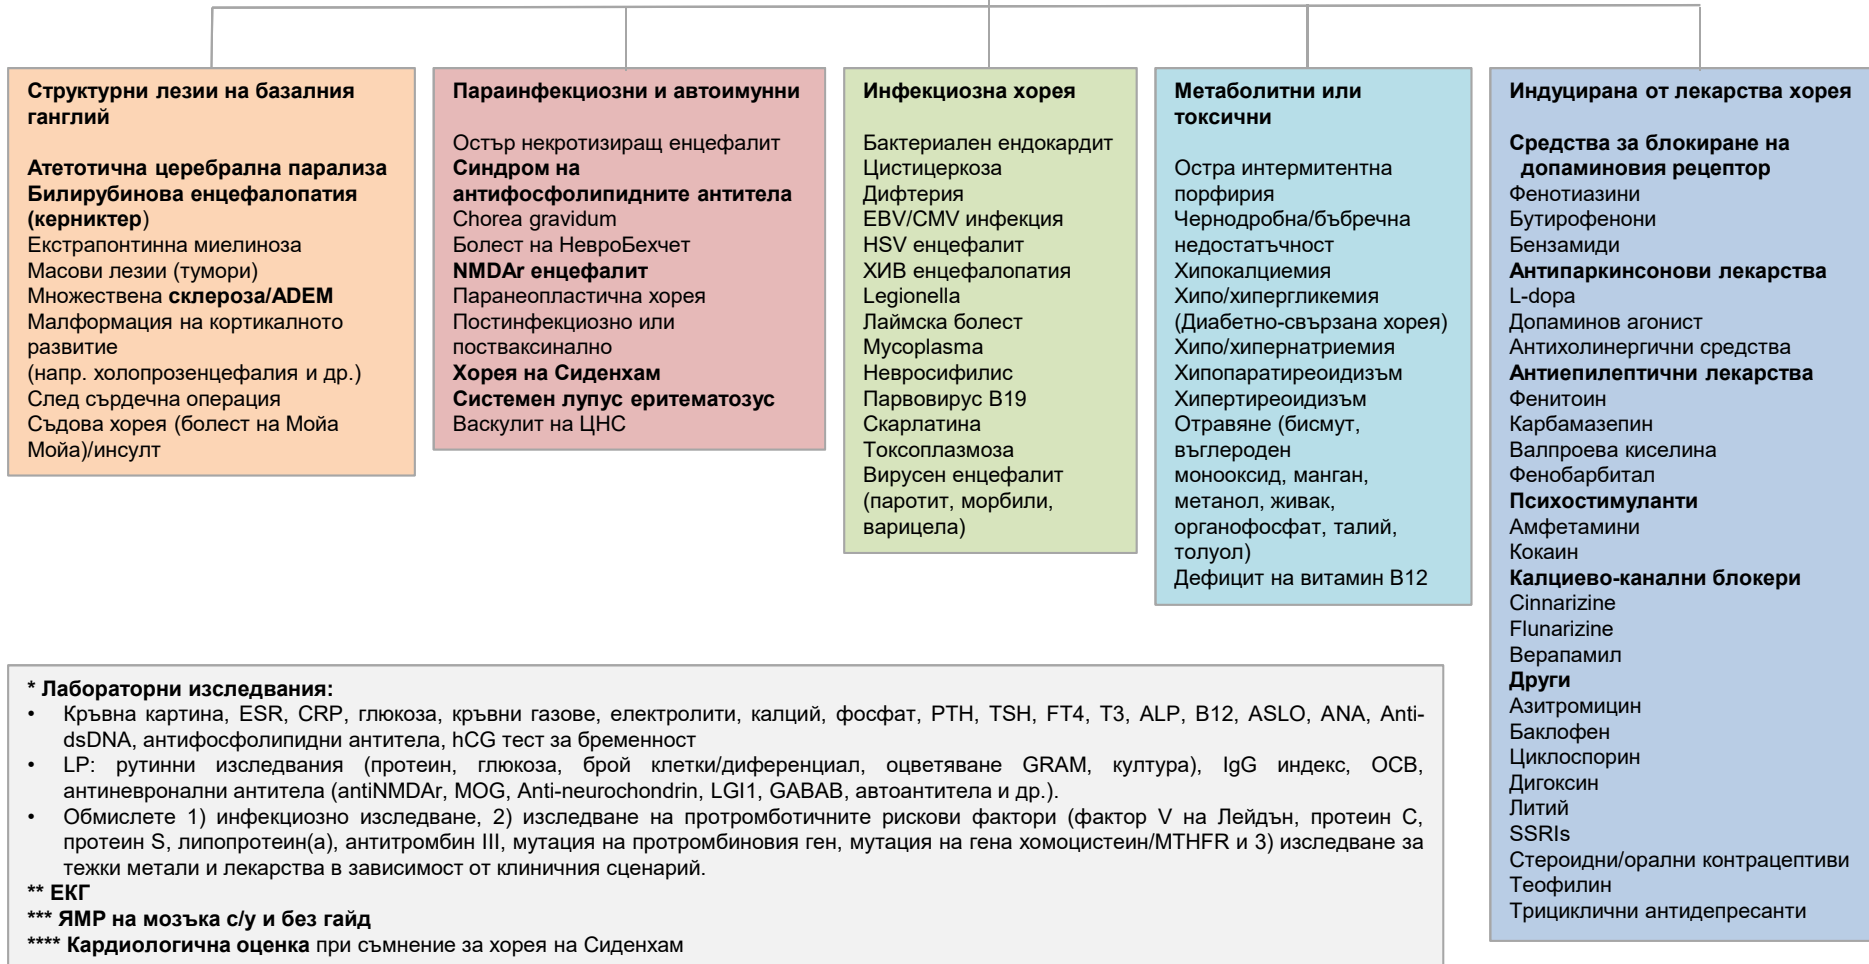 Структурни лезии на базалния
ганглий
Атетотична церебрална парализа
Билирубинова енцефалопатия
(керниктер)
Екстрапонтинна миелиноза
Масови лезии (тумори)
Множествена склероза/ADEM
Малформация на кортикалното
развитие
(напр. холопрозенцефалия и др.)
След сърдечна операция
Съдова хорея (болест на Мойа
Мойа)/инсулт
Параинфекциозни и автоимунни
Остър некротизиращ енцефалит
Синдром на
антифосфолипидните антитела
Chorea gravidum
Болест на НевроБехчет
NMDAr енцефалит
Паранеопластична хорея
Постинфекциозно или
постваксинално
Хорея на Сиденхам
Системен лупус еритематозус
Васкулит на ЦНС
Инфекциозна хорея
Бактериален ендокардит
Цистицеркоза
Дифтерия
EBV/CMV инфекция
HSV енцефалит
ХИВ енцефалопатия
Legionella
Лаймска болест
Mycoplasma
Невросифилис
Парвовирус B19
Скарлатина
Токсоплазмоза
Вирусен енцефалит
(паротит, морбили,
варицела)
Метаболитни или
токсични
Остра интермитентна
порфирия
Чернодробна/бъбречна
недостатъчност
Хипокалциемия
Хипо/хипергликемия
(Диабетно-свързана хорея)
Хипо/хипернатриемия
Хипопаратиреоидизъм
Хипертиреоидизъм
Отравяне (бисмут,
въглероден
монооксид, манган,
метанол, живак,
органофосфат, талий,
толуол)
Дефицит на витамин B12
Индуцирана от лекарства хорея
Средства за блокиране на
допаминовия рецептор
Фенотиазини
Бутирофенони
Бензамиди
Антипаркинсонови лекарства
L-dopa
Допаминов агонист
Антихолинергични средства
Антиепилептични лекарства
Фенитоин
Карбамазепин
Валпроева киселина
Фенобарбитал
Психостимуланти
Амфетамини
Кокаин
Калциево-канални блокери
Cinnarizine
Flunarizine
Верапамил
Други
Азитромицин
Баклофен
Циклоспорин
Дигоксин
Литий
SSRIs
Стероидни/орални контрацептиви
Теофилин
Трициклични антидепресанти
* Лабораторни изследвания:
• Кръвна картина, ESR, CRP, глюкоза, кръвни газове, електролити, калций, фосфат, PTH, TSH, FT4, T3, ALP, B12, ASLO, ANA, Anti-
dsDNA, антифосфолипидни антитела, hCG тест за бременност
• LP: рутинни изследвания (протеин, глюкоза, брой клетки/диференциал, оцветяване GRAM, култура), IgG индекс, OCB,
антиневронални антитела (antiNMDAr, MOG, Anti-neurochondrin, LGI1, GABAB, автоантитела и др.).
• Обмислете 1) инфекциозно изследване, 2) изследване на протромботичните рискови фактори (фактор V на Лейдън, протеин C,
протеин S, липопротеин(a), антитромбин III, мутация на протромбиновия ген, мутация на гена хомоцистеин/MTHFR и 3) изследване за
тежки метали и лекарства в зависимост от клиничния сценарий.
** ЕКГ
*** ЯМР на мозъка с/у и без гайд
**** Кардиологична оценка при съмнение за хорея на Сиденхам